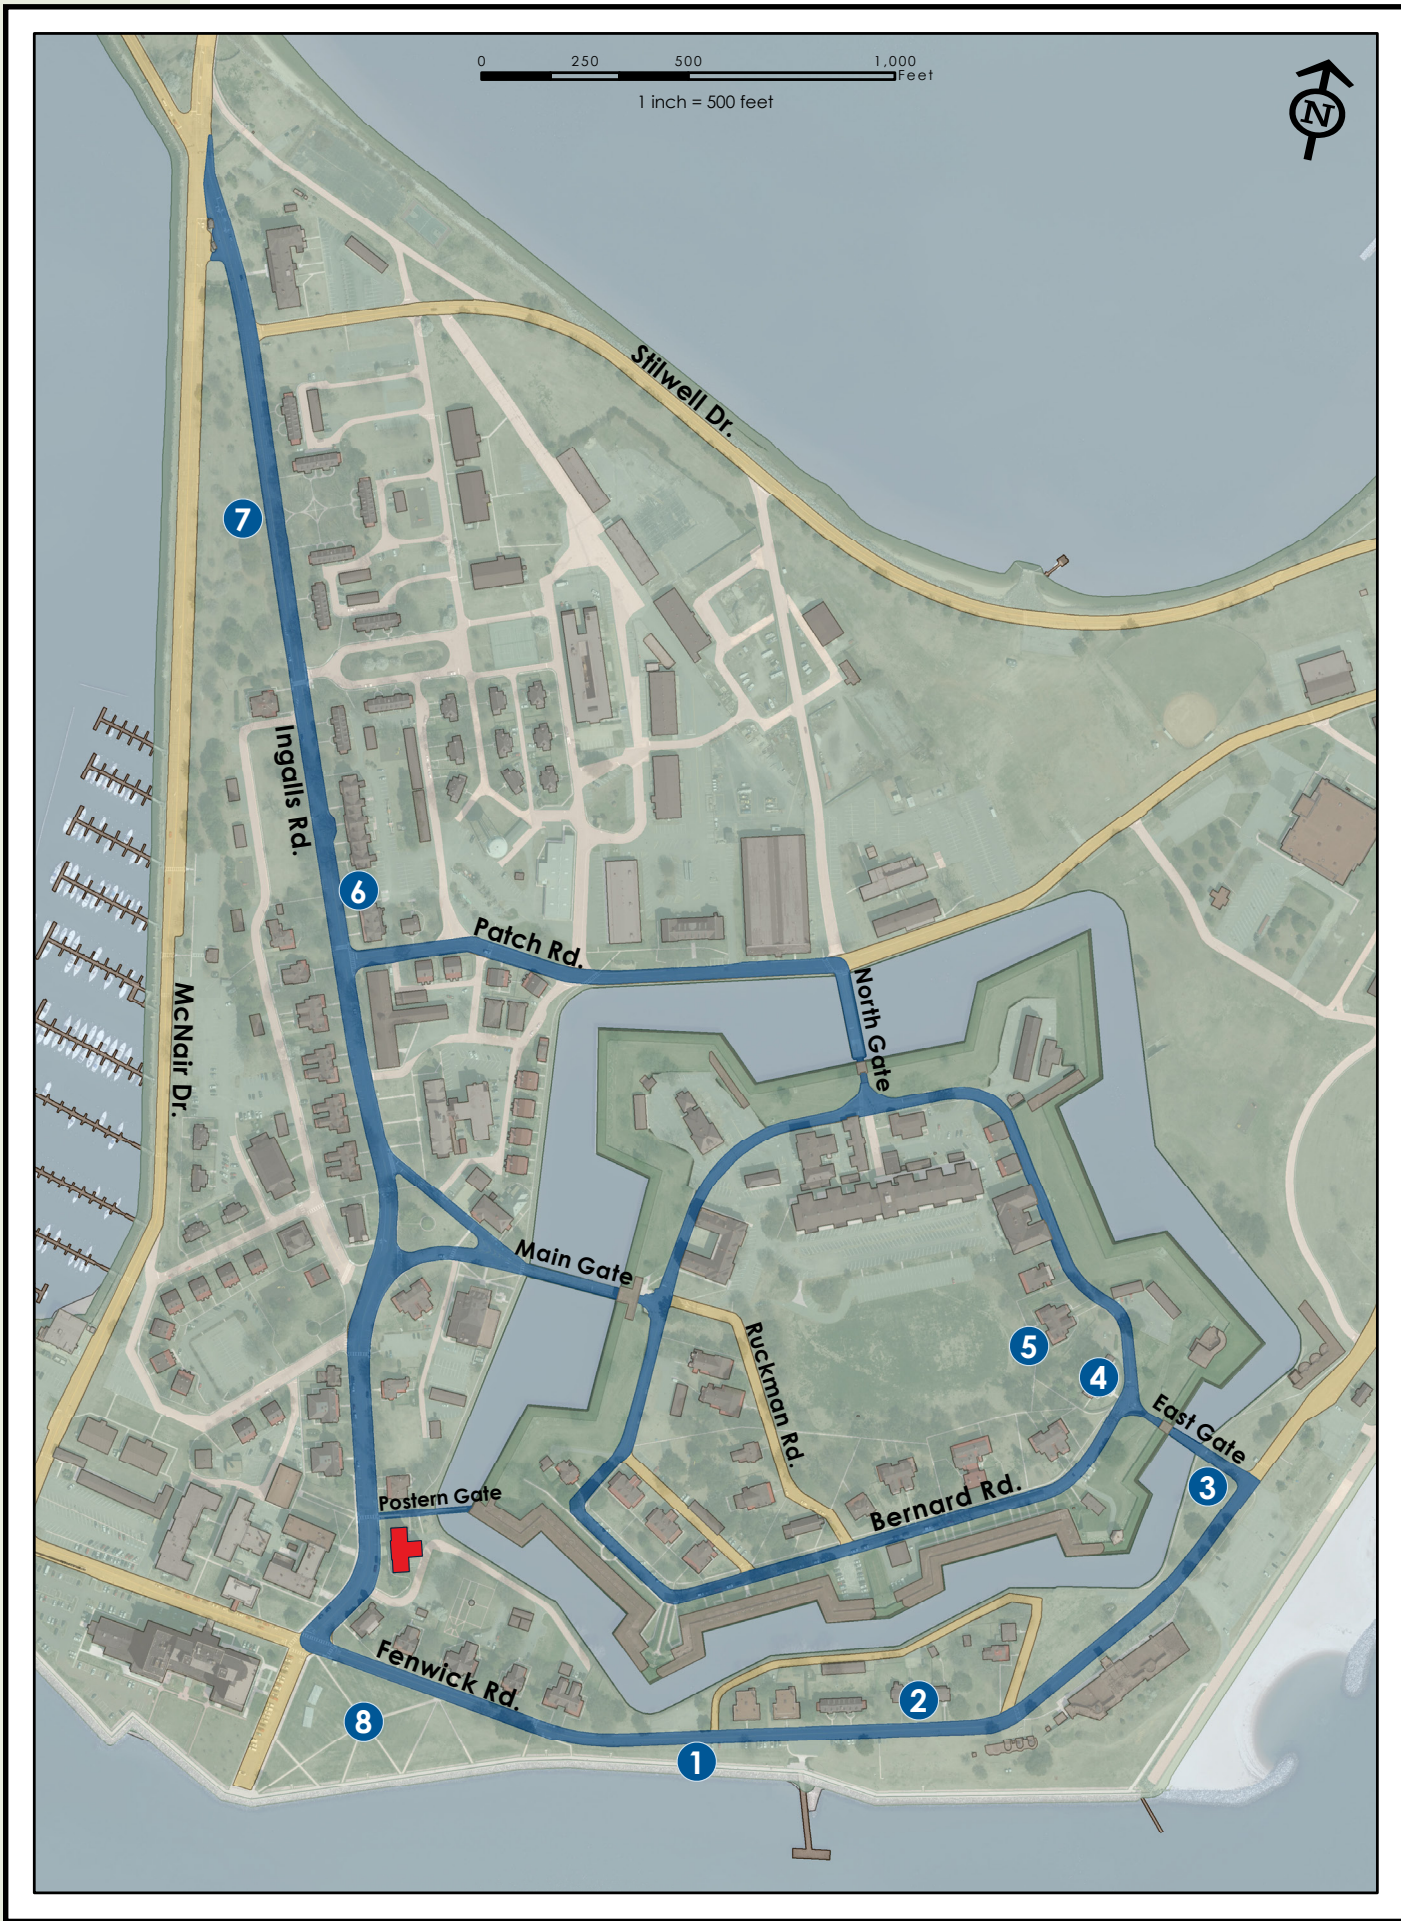 0 250 500 1,000
Feet
1 inch = 500 feet
N
Stilwell Dr.
7
Ingalls Rd.
6
Patch Rd.
McNair Dr.
North Gate
Main Gate
Ruckman Rd.
5
4
East Gate
3
Postern Gate
Bernard Rd.
Fenwick Rd.
2
8
1